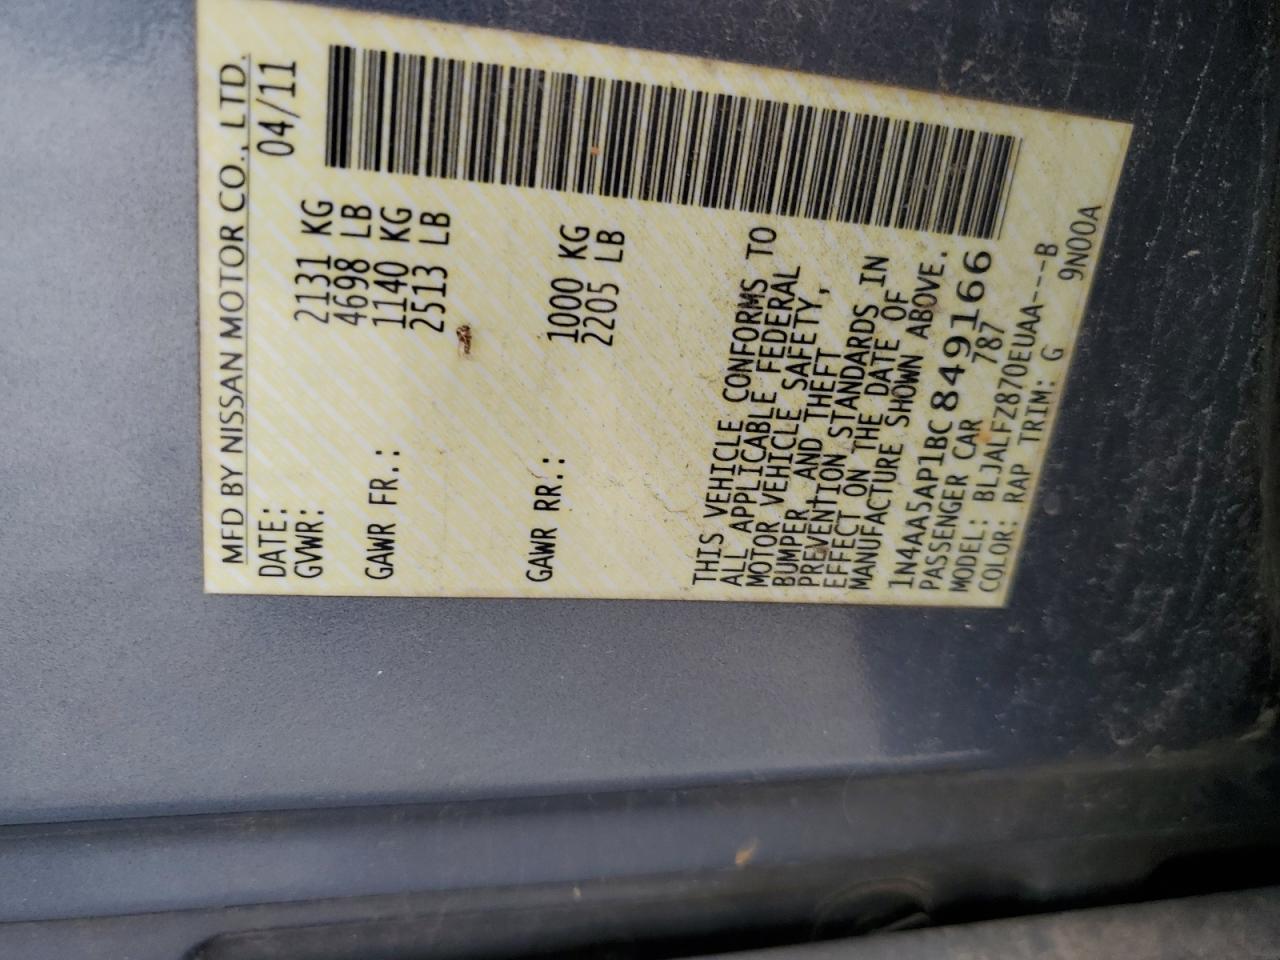 MFD BY NISSAN MOTOR CO., LTD.
DATE: 04/11
GVWR: 2131 KG
4698 LB
GAWR FR.: 1140 KG
2513 LB
GAWR RR.: 1000 KG
2205 LB
THIS VEHICLE CONFORMS TO
ALL APPLICABLE FEDERAL
MOTOR VEHICLE SAFETY,
BUMPER, AND THEFT
PREVENTION STANDARDS IN
EFFECT ON THE DATE OF
MANUFACTURE SHOWN ABOVE.
1N4AA5AP1BC849166
PASSENGER CAR 787
MODEL: BLJALFZ870EUAA---B
COLOR: RAP TRIM: G 9N00A